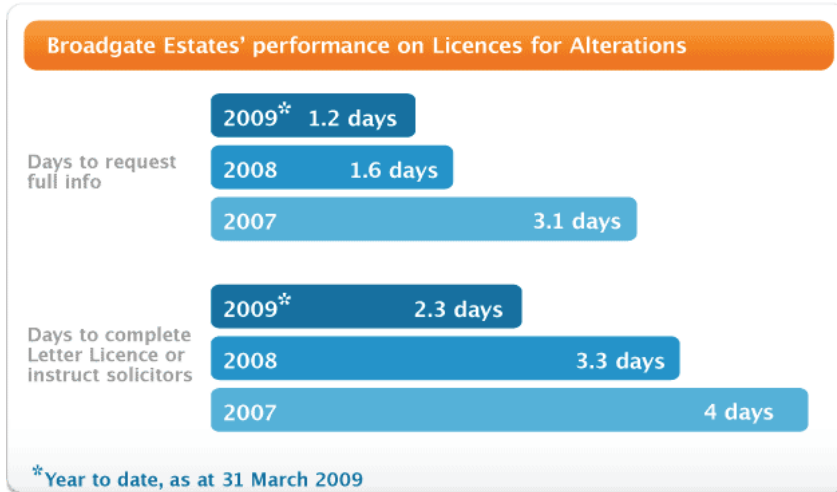 Broadgate Estates' performance on Licences for Alterations
Days to request
full info
2009* 1.2 days
2008 1.6 days
2007 3.1 days
Days to complete
Letter Licence or
instruct solicitors
2009* 2.3 days
2008 3.3 days
2007 4 days
*Year to date, as at 31 March 2009